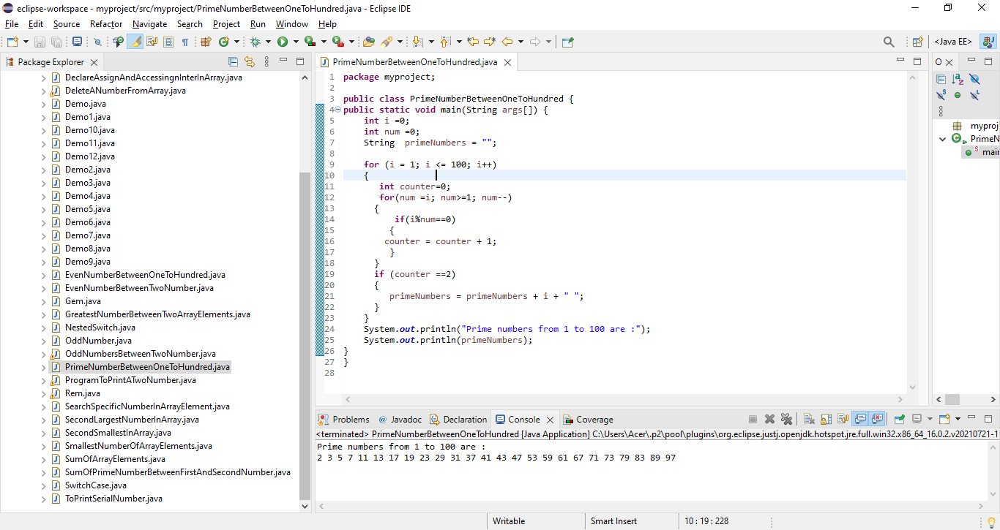 eclipse-workspace - myproject/src/myproject/PrimeNumberBetweenOneToHundred.java - Eclipse IDE
File Edit Source Refactor Navigate Search Project Run Window Help
<Java EE>
Package Explorer
DeclareAssignAndAccessingnInterInArray.java
DeleteANumberFromArray.java
Demo.java
Demo1.java
Demo10.java
Demo11.java
Demo12.java
Demo2.java
Demo3.java
Demo4.java
Demo5.java
Demo6.java
Demo7.java
Demo8.java
Demo9.java
EvenNumberBetweenOneToHundred.java
EvenNumberBetweenTwoNumber.java
Gem.java
GreatestNumberBetweenTwoArrayElements.java
NestedSwitch.java
OddNumber.java
OddNumbersBetweenTwoNumber.java
PrimeNumberBetweenOneToHundred.java
ProgramToPrintATwoNumber.java
Rem.java
SearchSpecificNumberInArrayElement.java
SecondLargestNumberInArray.java
SecondSmallestInArray.java
SmallestNumberOfArrayElements.java
SumOfArrayElements.java
SumOfPrimeNumberBetweenFirstAndSecondNumber.java
SwitchCase.java
ToPrintSerialNumber.java
PrimeNumberBetweenOneToHundred.java
1 package myproject;
2
3 public class PrimeNumberBetweenOneToHundred {
4 public static void main(String args[]) {
5 int i =0;
6 int num =0;
7 String  primeNumbers = "";
8
9 for (i = 1; i <= 100; i++)
10 {
11 int counter=0;
12 for(num =i; num>=1; num--)
13 {
14 if(i%num==0)
15 {
16 counter = counter + 1;
17 }
18 }
19 if (counter ==2)
20 {
21 primeNumbers = primeNumbers + i + " ";
22 }
23 }
24 System.out.println("Prime numbers from 1 to 100 are :");
25 System.out.println(primeNumbers);
26 }
27 }
28
O
myproj
PrimeN
mair
Problems @ Javadoc Declaration Console Coverage
<terminated> PrimeNumberBetweenOneToHundred [Java Application] C:\Users\Acer\.p2\pool\plugins\org.eclipse.justj.openjdk.hotspot.jre.full.win32.x86_64_16.0.2.v20210721-1
Prime numbers from 1 to 100 are :
2 3 5 7 11 13 17 19 23 29 31 37 41 43 47 53 59 61 67 71 73 79 83 89 97
Writable Smart Insert 10 : 19 : 228